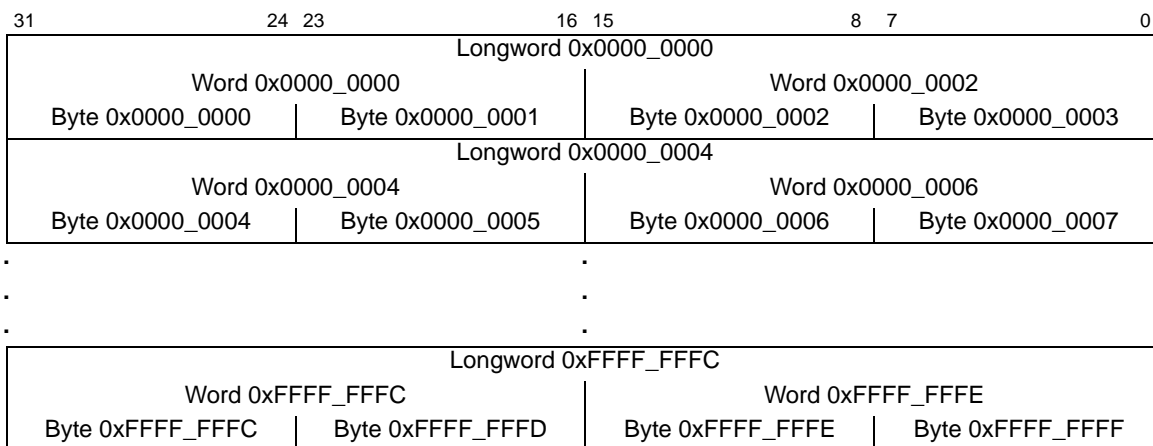 31 24 23 16 15 8 7 0
Longword 0x0000_0000
Word 0x0000_0000 Word 0x0000_0002
Byte 0x0000_0000 Byte 0x0000_0001 Byte 0x0000_0002 Byte 0x0000_0003
Longword 0x0000_0004
Word 0x0000_0004 Word 0x0000_0006
Byte 0x0000_0004 Byte 0x0000_0005 Byte 0x0000_0006 Byte 0x0000_0007
. .
. .
. .
Longword 0xFFFF_FFFC
Word 0xFFFF_FFFC Word 0xFFFF_FFFE
Byte 0xFFFF_FFFC Byte 0xFFFF_FFFD Byte 0xFFFF_FFFE Byte 0xFFFF_FFFF